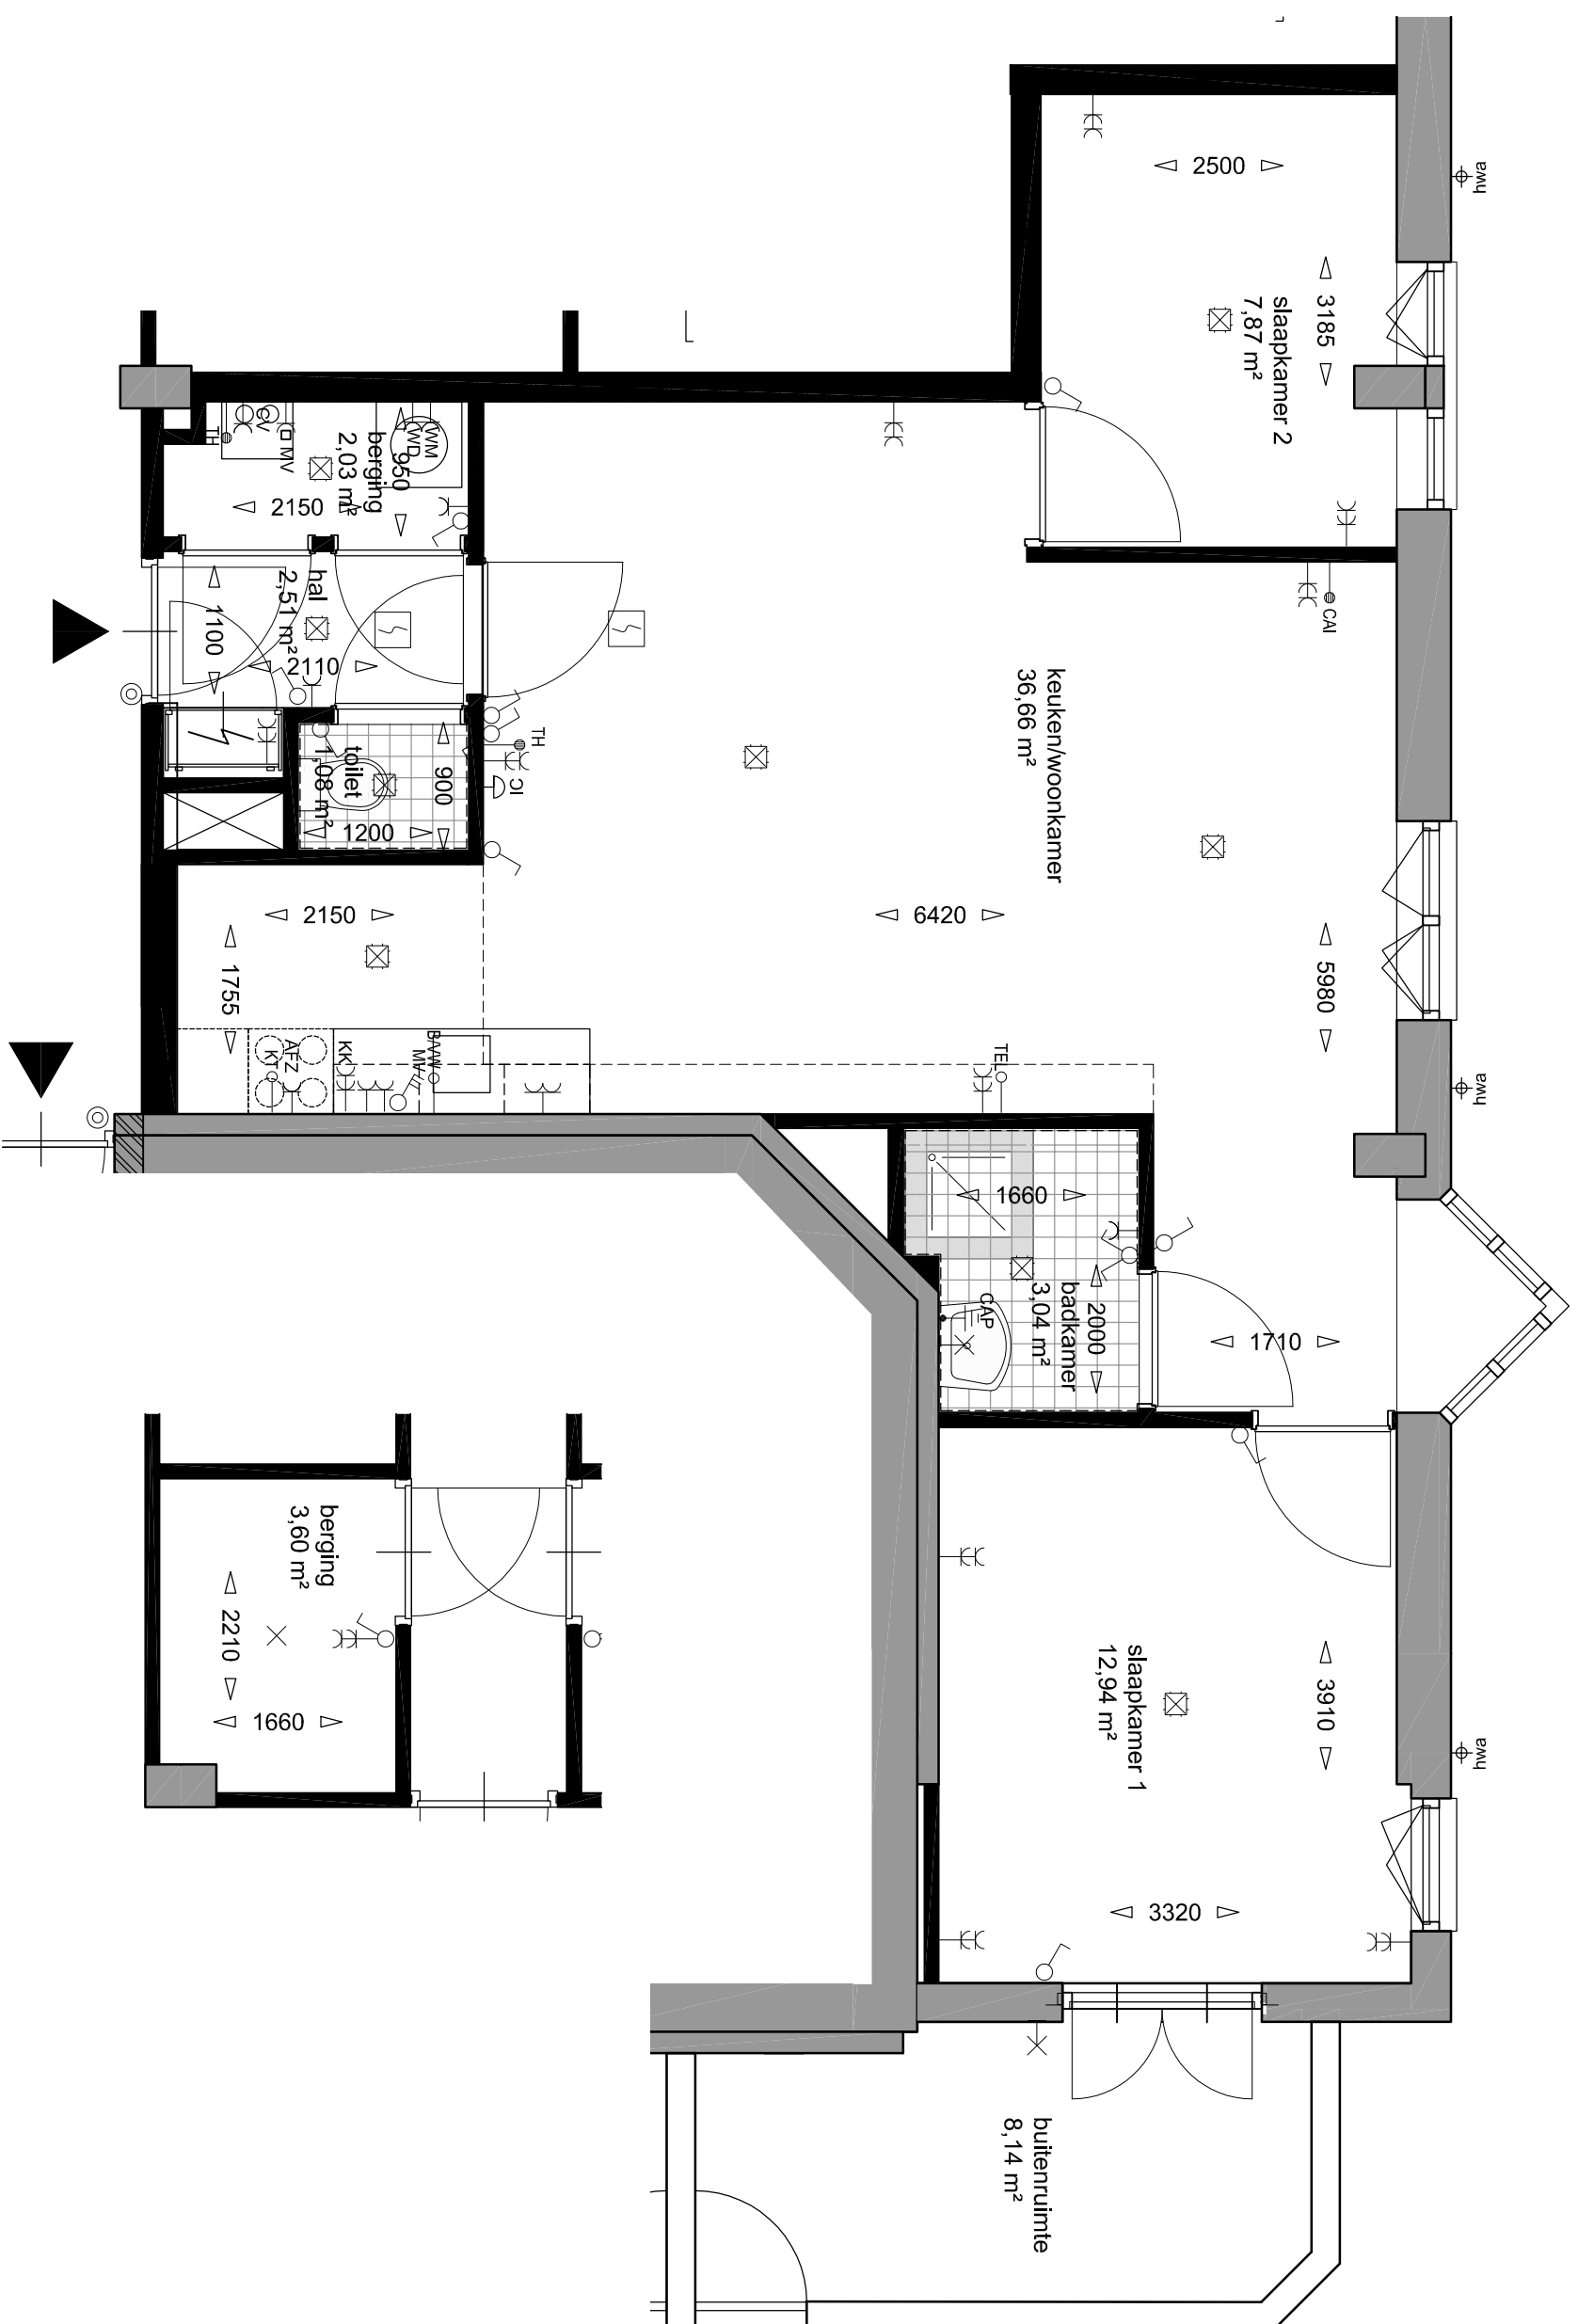 hwa
2500
3185
slaapkamer 2
7,87 m²
CV
MV
TH
WM
WD
950
berging
2,03 m²
2150
hal
2,51 m²
1100
2110
CAI
keuken/woonkamer
36,66 m²
TH
toilet
1,08 m²
900
1200
2150
6420
5980
1755
KK
AFZ
KT
MV
TEL
hwa
1660
2000
badkamer
3,04 m²
CAP
1710
berging
3,60 m²
2210
1660
slaapkamer 1
12,94 m²
3910
hwa
3320
buitenruimte
8,14 m²